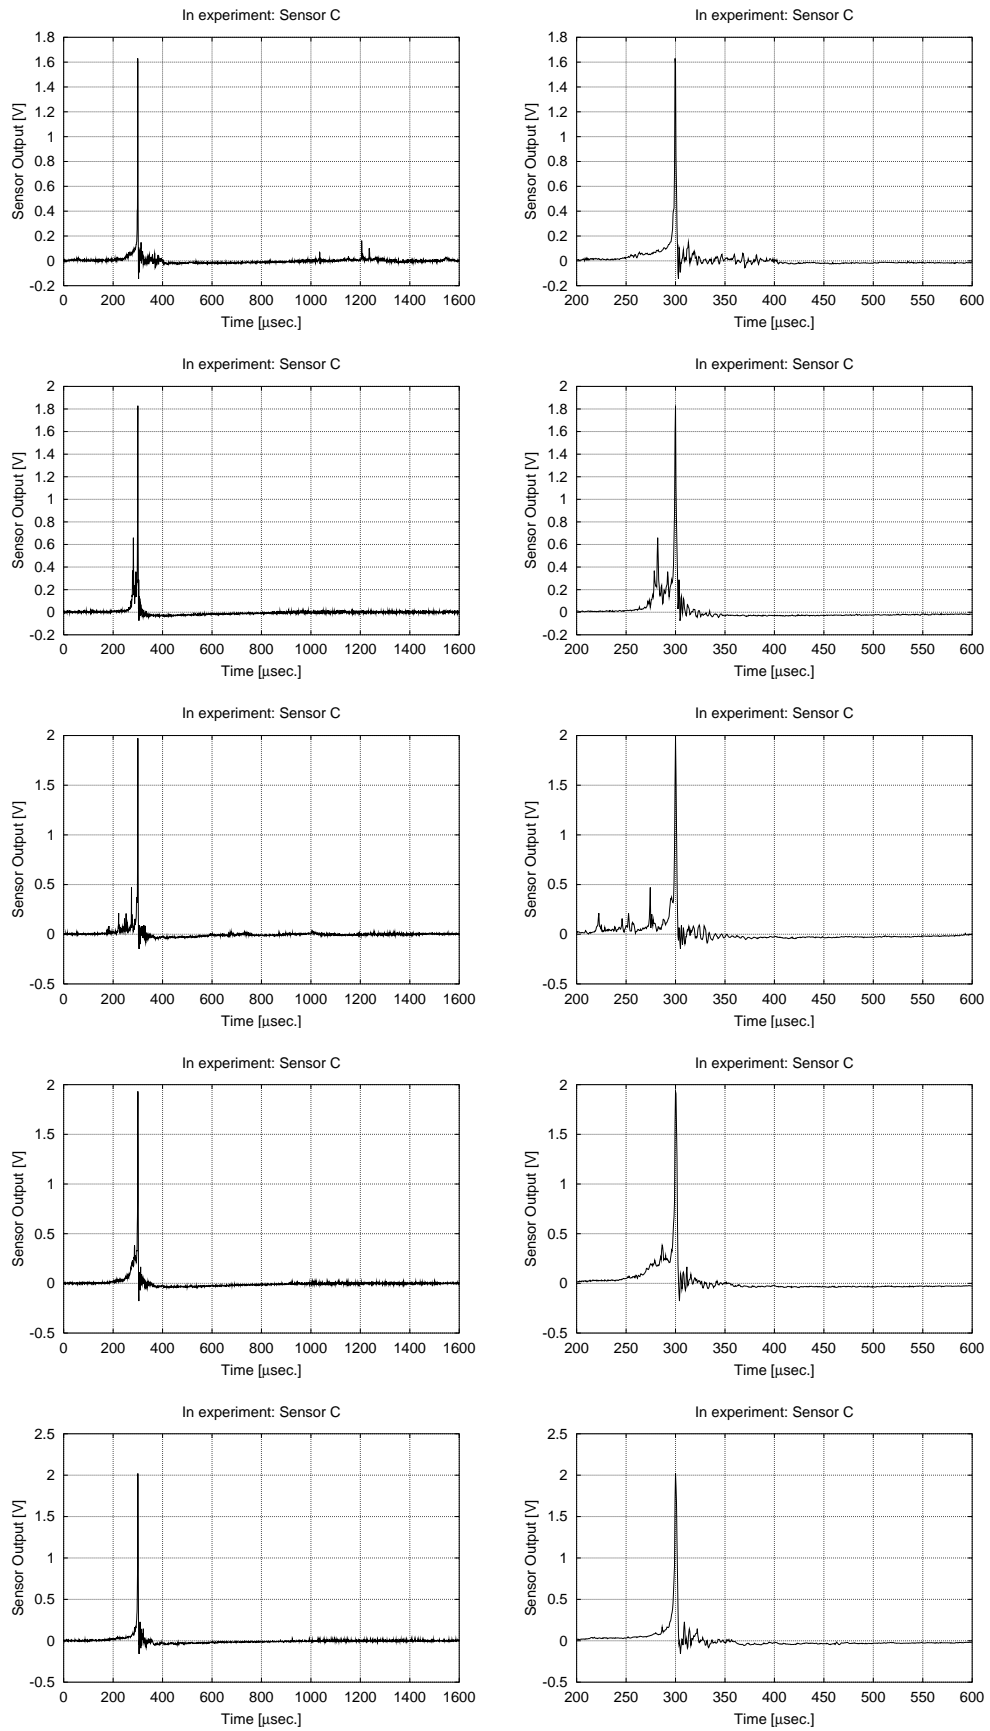 In experiment: Sensor C
1.8
1.6
1.4
1.2
1
0.8
0.6
0.4
0.2
0
-0.2
Sensor Output [V]
0 200 400 600 800 1000 1200 1400 1600
Time [μsec.]
In experiment: Sensor C
1.8
1.6
1.4
1.2
1
0.8
0.6
0.4
0.2
0
-0.2
Sensor Output [V]
200 250 300 350 400 450 500 550 600
Time [μsec.]
In experiment: Sensor C
2
1.8
1.6
1.4
1.2
1
0.8
0.6
0.4
0.2
0
-0.2
Sensor Output [V]
0 200 400 600 800 1000 1200 1400 1600
Time [μsec.]
In experiment: Sensor C
2
1.8
1.6
1.4
1.2
1
0.8
0.6
0.4
0.2
0
-0.2
Sensor Output [V]
200 250 300 350 400 450 500 550 600
Time [μsec.]
In experiment: Sensor C
2
1.5
1
0.5
0
-0.5
Sensor Output [V]
0 200 400 600 800 1000 1200 1400 1600
Time [μsec.]
In experiment: Sensor C
2
1.5
1
0.5
0
-0.5
Sensor Output [V]
200 250 300 350 400 450 500 550 600
Time [μsec.]
In experiment: Sensor C
2
1.5
1
0.5
0
-0.5
Sensor Output [V]
0 200 400 600 800 1000 1200 1400 1600
Time [μsec.]
In experiment: Sensor C
2
1.5
1
0.5
0
-0.5
Sensor Output [V]
200 250 300 350 400 450 500 550 600
Time [μsec.]
In experiment: Sensor C
2.5
2
1.5
1
0.5
0
-0.5
Sensor Output [V]
0 200 400 600 800 1000 1200 1400 1600
Time [μsec.]
In experiment: Sensor C
2.5
2
1.5
1
0.5
0
-0.5
Sensor Output [V]
200 250 300 350 400 450 500 550 600
Time [μsec.]